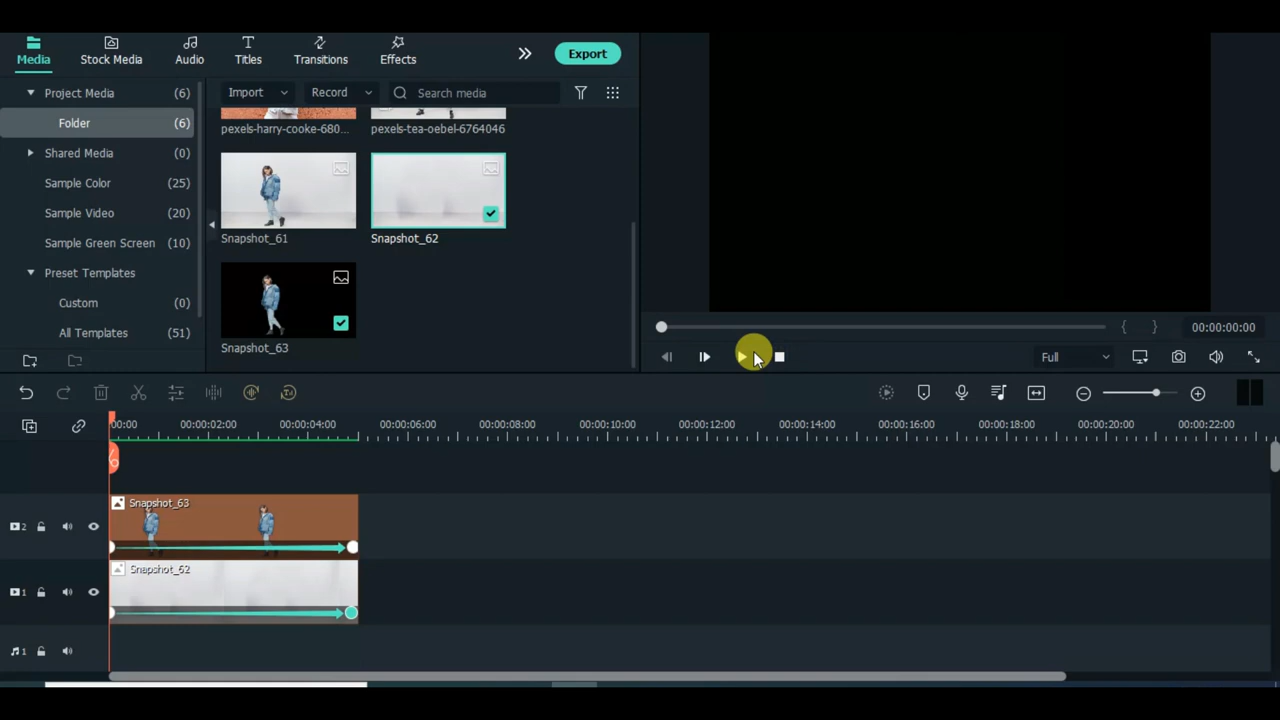 Media
Stock Media
Audio
Titles
Transitions
Effects
Export
Project Media (6)
Import
Record
Search media
Folder (6)
pexels-harry-cooke-680...
pexels-tea-oebel-6764046
Shared Media (0)
Sample Color (25)
Sample Video (20)
Sample Green Screen (10)
Snapshot_61
Snapshot_62
Preset Templates
Custom (0)
All Templates (51)
Snapshot_63
{ }
00:00:00:00
Full
00:00
00:00:02:00
00:00:04:00
00:00:06:00
00:00:08:00
00:00:10:00
00:00:12:00
00:00:14:00
00:00:16:00
00:00:18:00
00:00:20:00
00:00:22:00
Snapshot_63
2
Snapshot_62
1
1